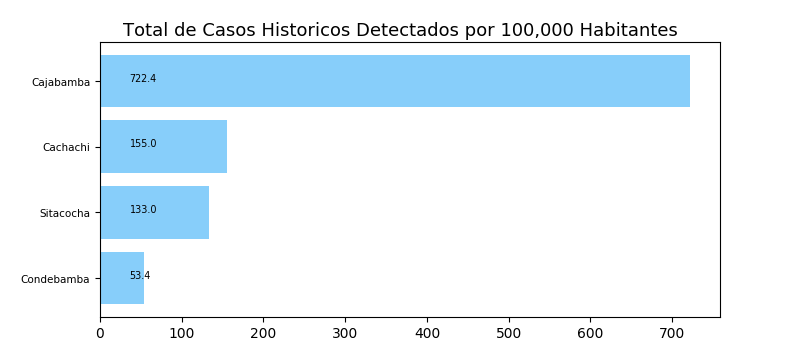 Total de Casos Historicos Detectados por 100,000 Habitantes
Cajabamba 722.4
Cachachi 155.0
Sitacocha 133.0
Condebamba 53.4
0 100 200 300 400 500 600 700